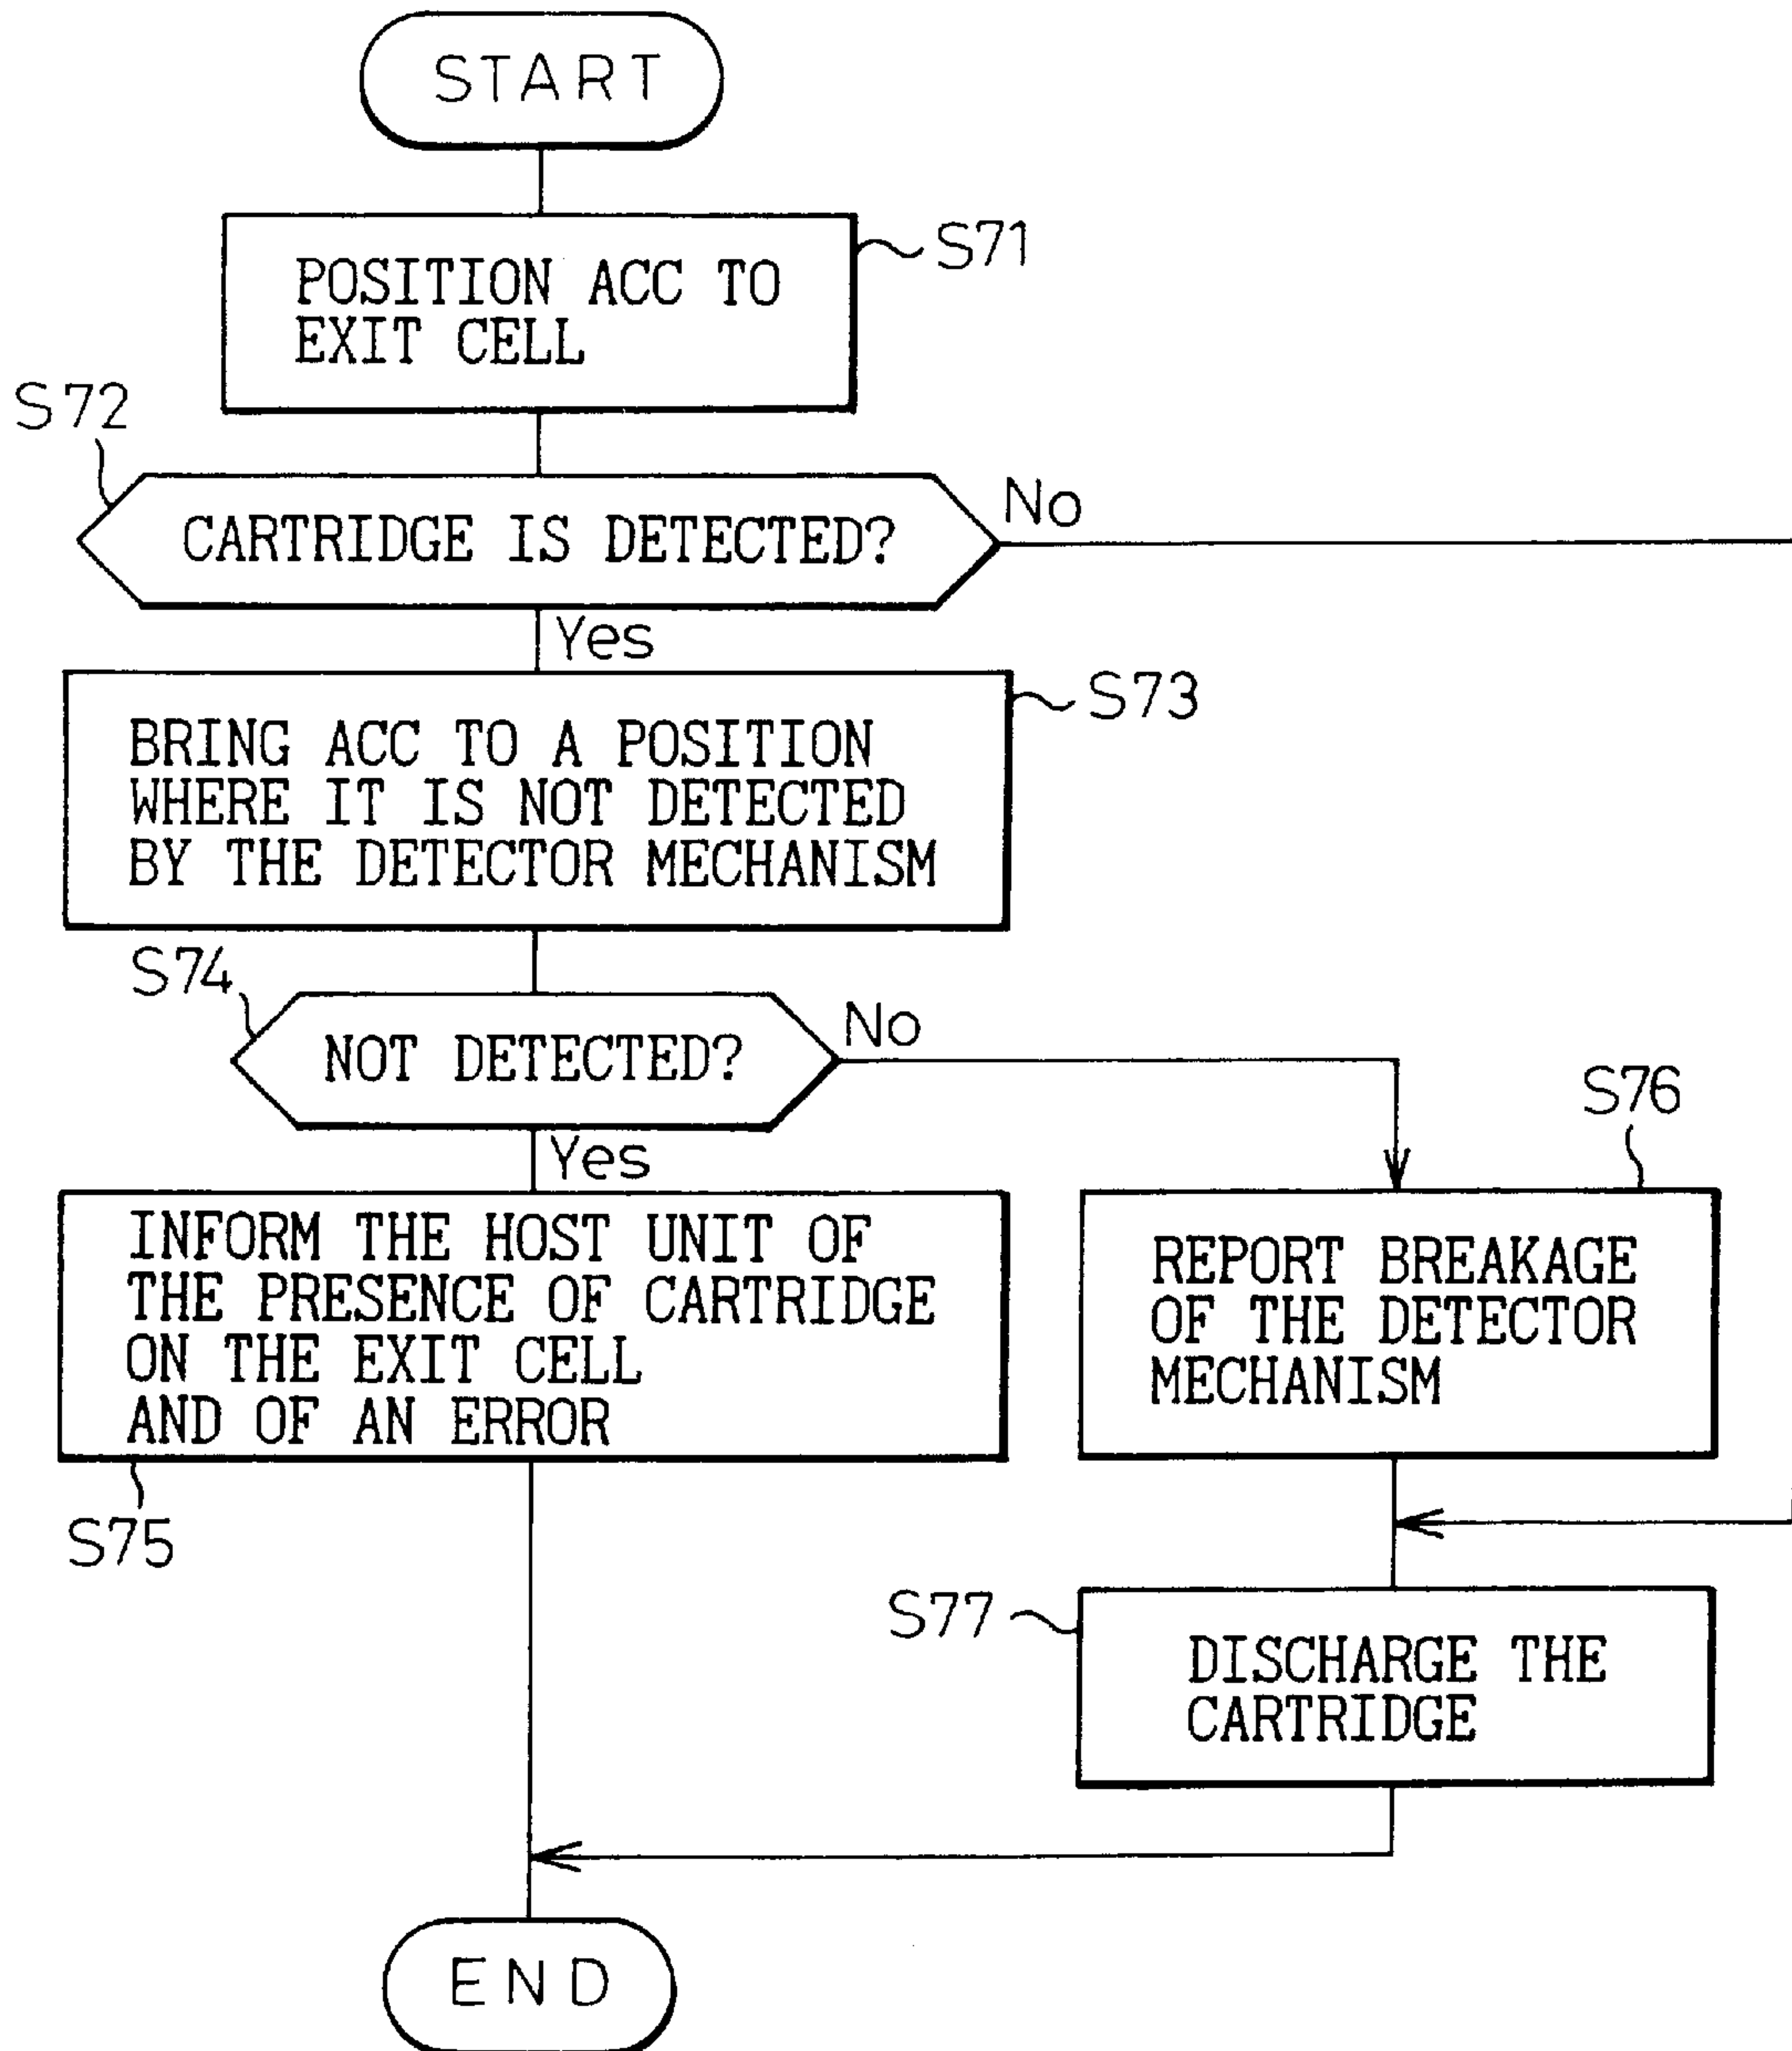 START
S71
POSITION ACC TO
EXIT CELL
S72
CARTRIDGE IS DETECTED?
No
Yes
S73
BRING ACC TO A POSITION
WHERE IT IS NOT DETECTED
BY THE DETECTOR MECHANISM
S74
NOT DETECTED?
No
Yes
S76
INFORM THE HOST UNIT OF
THE PRESENCE OF CARTRIDGE
ON THE EXIT CELL
AND OF AN ERROR
S75
REPORT BREAKAGE
OF THE DETECTOR
MECHANISM
S77
DISCHARGE THE
CARTRIDGE
END